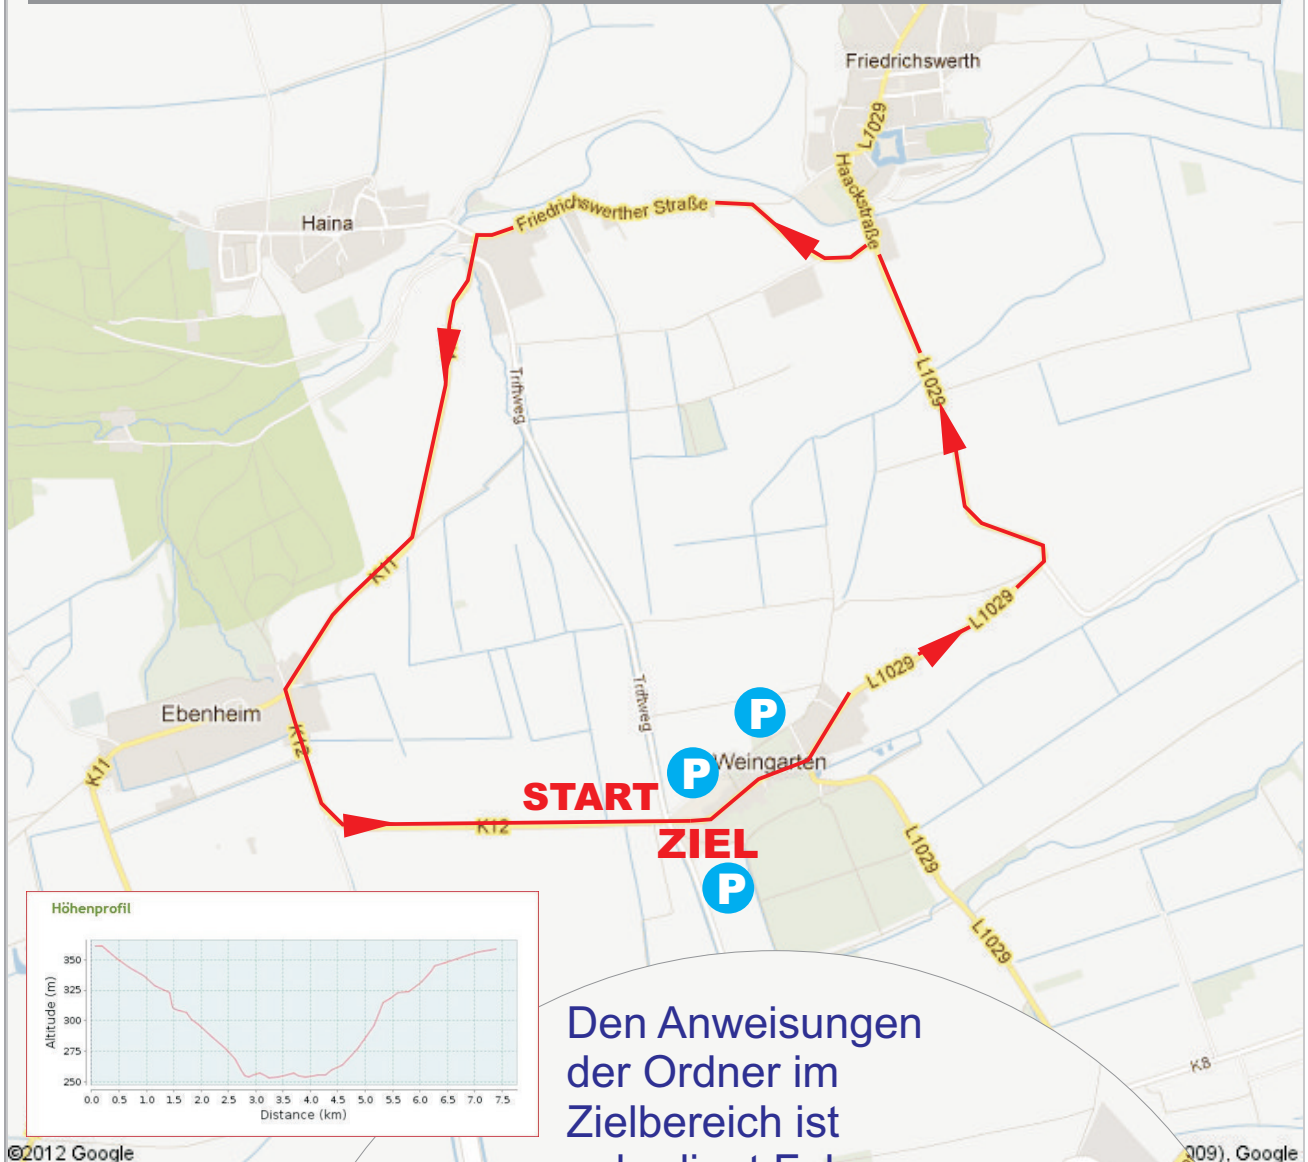 Friedrichswerth
L1029
Haackstraße
Friedrichswerther Straße
Haina
Triftweg
L1029
K11
L1029
L1029
Triftweg
Ebenheim
K12
K11
P
P
Weingarten
START
K12
ZIEL
P
L1029
L1029
K8
Höhenprofil
Altitude (m)
350
325
300
275
250
0.0 0.5 1.0 1.5 2.0 2.5 3.0 3.5 4.0 4.5 5.0 5.5 6.0 6.5 7.0 7.5
Distance (km)
Den Anweisungen
der Ordner im
Zielbereich ist
©2012 Google
009), Google